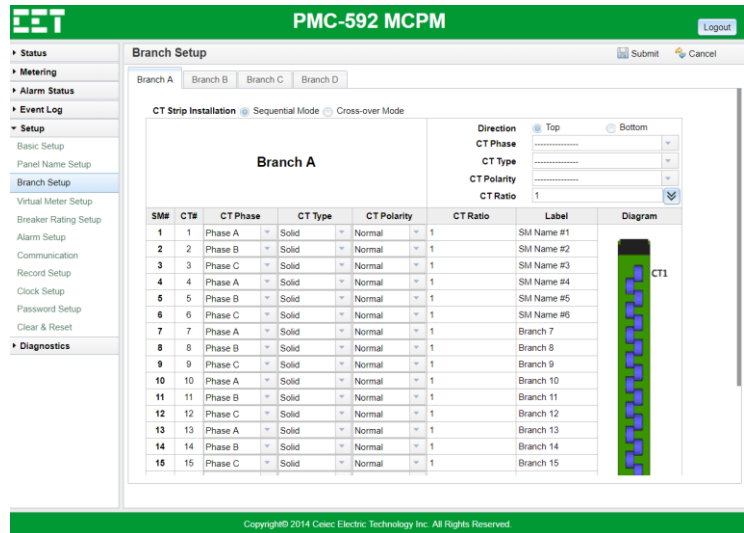 CET PMC-592 MCPM Logout
Status
Metering
Alarm Status
Event Log
Setup
Basic Setup
Panel Name Setup
Branch Setup
Virtual Meter Setup
Breaker Rating Setup
Alarm Setup
Communication
Record Setup
Clock Setup
Password Setup
Clear & Reset
Diagnostics
Branch Setup Submit Cancel
Branch A Branch B Branch C Branch D
CT Strip Installation Sequential Mode Cross-over Mode
Branch A
Direction Top Bottom
CT Phase ---------------
CT Type ---------------
CT Polarity ---------------
CT Ratio 1
SM# CT# CT Phase CT Type CT Polarity CT Ratio Label Diagram
1 1 Phase A Solid Normal 1 SM Name #1
2 2 Phase B Solid Normal 1 SM Name #2
3 3 Phase C Solid Normal 1 SM Name #3
CT1
4 4 Phase A Solid Normal 1 SM Name #4
5 5 Phase B Solid Normal 1 SM Name #5
6 6 Phase C Solid Normal 1 SM Name #6
7 7 Phase A Solid Normal 1 Branch 7
8 8 Phase B Solid Normal 1 Branch 8
9 9 Phase C Solid Normal 1 Branch 9
10 10 Phase A Solid Normal 1 Branch 10
11 11 Phase B Solid Normal 1 Branch 11
12 12 Phase C Solid Normal 1 Branch 12
13 13 Phase A Solid Normal 1 Branch 13
14 14 Phase B Solid Normal 1 Branch 14
15 15 Phase C Solid Normal 1 Branch 15
Copyright© 2014 Ceiec Electric Technology Inc. All Rights Reserved.